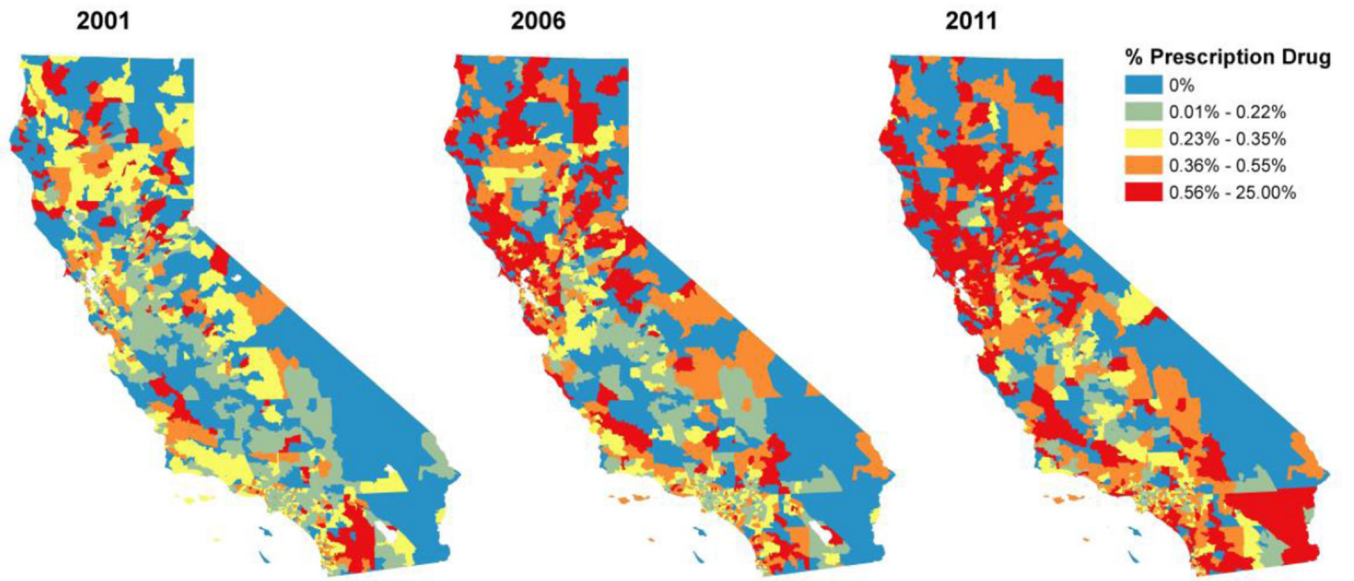 2001
2006
2011
% Prescription Drug
0%
0.01% - 0.22%
0.23% - 0.35%
0.36% - 0.55%
0.56% - 25.00%